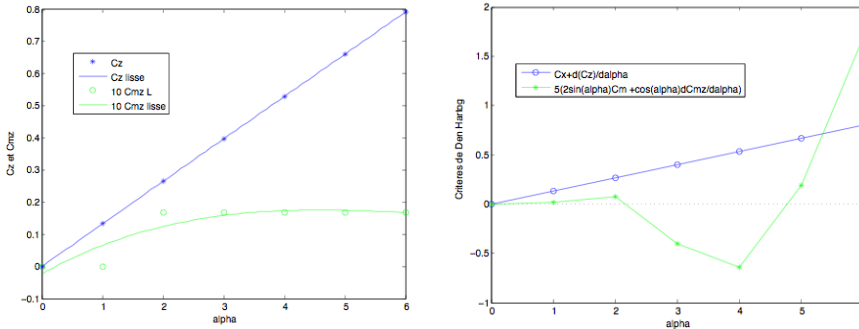 0.8
0.7
0.6
0.5
0.4
0.3
0.2
0.1
0
-0.1
Cz et Cmz
Cz
Cz lisse
10 Cmz L
10 Cmz lisse
0 1 2 3 4 5 6
alpha
2
1.5
1
0.5
0
-0.5
-1
Criteres de Den Hartog
Cx+d(Cz)/dalpha
5(2sin(alpha)Cm +cos(alpha)dCmz/dalpha)
0 1 2 3 4 5
alpha